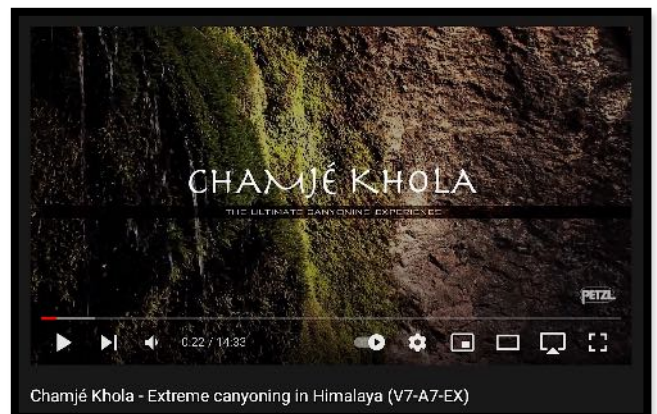 CHAMJÉ KHOLA
THE ULTIMATE CANYONING EXPERIENCE
PETZL
0:22 / 14:33
Chamjé Khola - Extreme canyoning in Himalaya (V7-A7-EX)